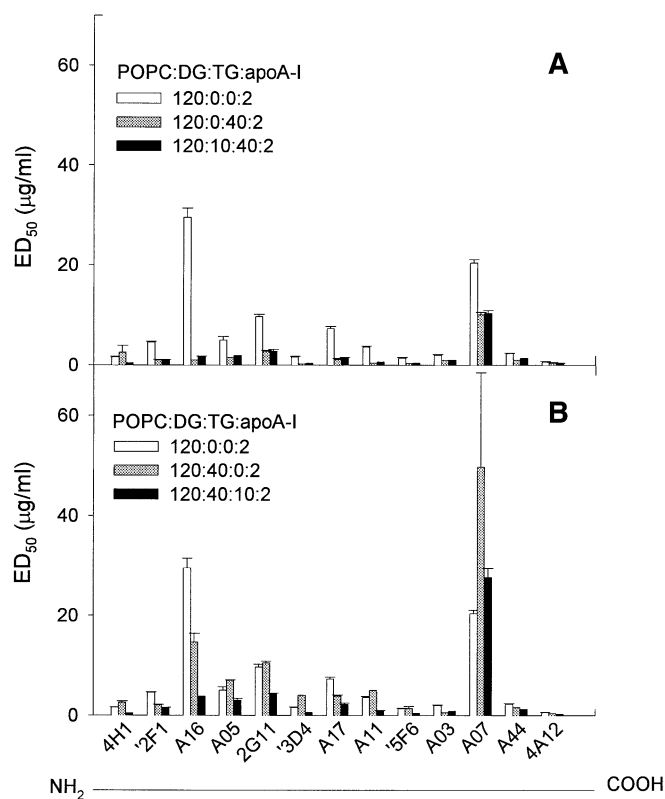 A
POPC:DG:TG:apoA-I
120:0:0:2
120:0:40:2
120:10:40:2
ED50 (μg/ml)
60
40
20
0
B
POPC:DG:TG:apoA-I
120:0:0:2
120:40:0:2
120:40:10:2
ED50 (μg/ml)
60
40
20
0
4H1 '2F1 A16 A05 2G11 '3D4 A17 A11 '5F6 A03 A07 A44 4A12
NH2 COOH